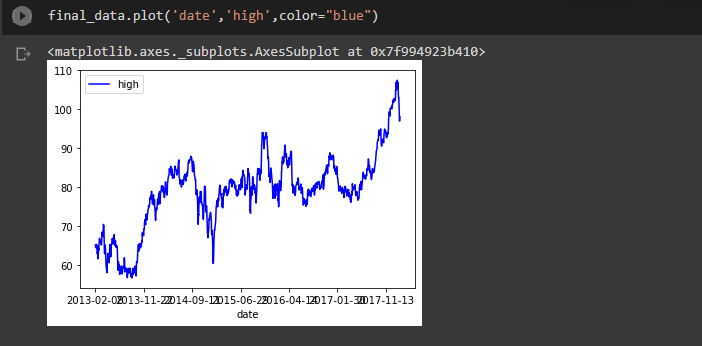 final_data.plot('date','high',color="blue")
<matplotlib.axes._subplots.AxesSubplot at 0x7f994923b410>
high
110
100
90
80
70
60
2013-02-08 2013-11-22 2014-09-11 2015-06-29 2016-04-14 2017-01-30 2017-11-13
date